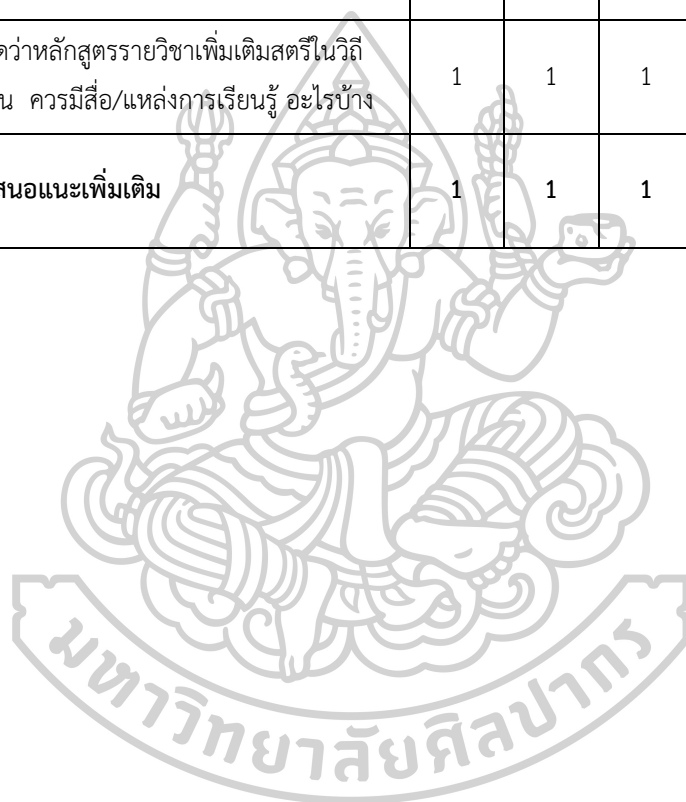 ดว่าหลักสูตรรายวิชาเพิ่มเติมสตรีในวิถี 1 1 1
น ควรมีสื่อ/แหล่งการเรียนรู้ อะไรบ้าง
สนอแนะเพิ่มเติม 1 1 1
มหาวิทยาลัยศิลปากร